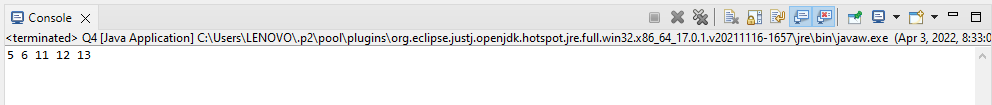 Console
<terminated> Q4 [Java Application] C:\Users\LENOVO\.p2\pool\plugins\org.eclipse.justj.openjdk.hotspot.jre.full.win32.x86_64_17.0.1.v20211116-1657\jre\bin\javaw.exe (Apr 3, 2022, 8:33:0
5 6 11 12 13